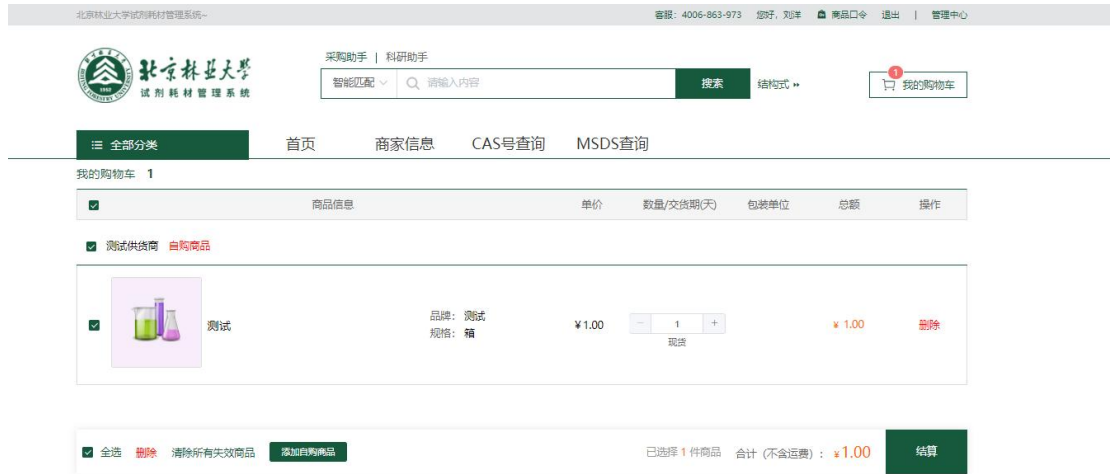 北京林业大学试剂耗材管理系统~ 客服：4006-863-973 您好，刘洋 商品口令 退出 | 管理中心
采购助手 | 科研助手
北京林业大学
试剂耗材管理系统
智能匹配 请输入内容 搜索 结构式 »
1
我的购物车
全部分类 首页 商家信息 CAS号查询 MSDS查询
我的购物车 1
商品信息 单价 数量/交货期(天) 包装单位 总额 操作
测试供货商 自购商品
测试
品牌： 测试
规格： 箱
¥1.00 − 1 + ¥ 1.00 删除
现货
全选 删除 清除所有失效商品 添加自购商品 已选择 1 件商品 合计（不含运费）: ¥1.00 结算